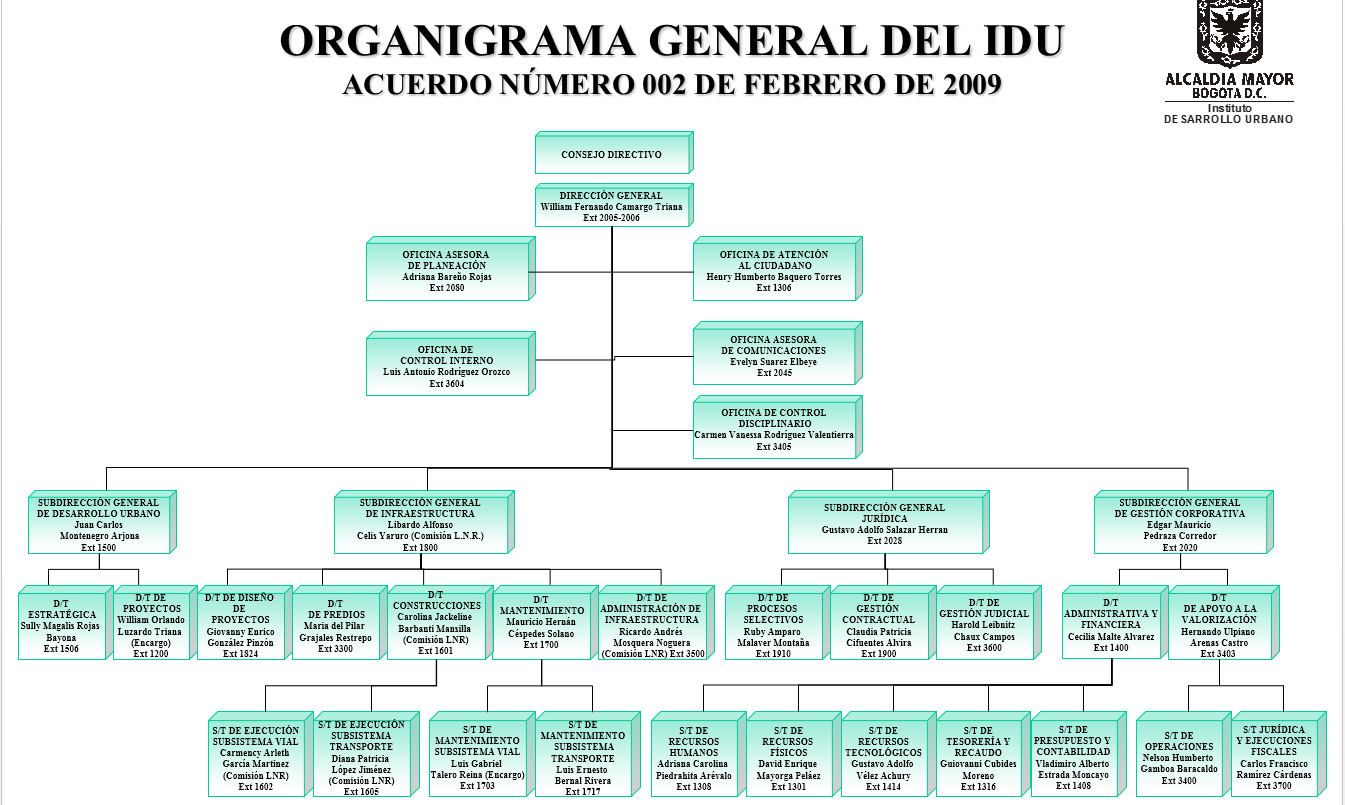 ORGANIGRAMA GENERAL DEL IDU
ACUERDO NÚMERO 002 DE FEBRERO DE 2009
ALCALDIA MAYOR
BOGOTA D.C.
Instituto
DE SARROLLO URBANO
CONSEJO DIRECTIVO
DIRECCIÓN GENERAL
William Fernando Camargo Triana
Ext 2005-2006
OFICINA ASESORA
DE PLANEACIÓN
Adriana Bareño Rojas
Ext 2080
OFICINA DE ATENCIÓN
AL CIUDADANO
Henry Humberto Baquero Torres
Ext 1306
OFICINA DE
CONTROL INTERNO
Luis Antonio Rodríguez Orozco
Ext 3604
OFICINA ASESORA
DE COMUNICACIONES
Evelyn Suarez Elbeye
Ext 2045
OFICINA DE CONTROL
DISCIPLINARIO
Carmen Vanessa Rodríguez Valentierra
Ext 3405
SUBDIRECCIÓN GENERAL
DE DESARROLLO URBANO
Juan Carlos
Montenegro Arjona
Ext 1500
SUBDIRECCIÓN GENERAL
DE INFRAESTRUCTURA
Libardo Alfonso
Celis Yaruro (Comisión L.N.R.)
Ext 1800
SUBDIRECCIÓN GENERAL
JURÍDICA
Gustavo Adolfo Salazar Herran
Ext 2028
SUBDIRECCIÓN GENERAL
DE GESTIÓN CORPORATIVA
Edgar Mauricio
Pedraza Corredor
Ext 2020
D/T
ESTRATÉGICA
Sully Magalis Rojas
Bayona
Ext 1506
D/T DE
PROYECTOS
William Orlando
Luzardo Triana
(Encargo)
Ext 1200
D/T DE DISEÑO
DE
PROYECTOS
Giovanny Enrico
González Pinzón
Ext 1824
D/T
DE PREDIOS
María del Pilar
Grajales Restrepo
Ext 3300
D/T
CONSTRUCCIONES
Carolina Jackeline
Barbanti Mansilla
(Comisión LNR)
Ext 1601
D/T
MANTENIMIENTO
Mauricio Hernán
Céspedes Solano
Ext 1700
D/T DE
ADMINISTRACIÓN DE
INFRAESTRUCTURA
Ricardo Andrés
Mosquera Noguera
(Comisión LNR) Ext 3500
D/T DE
PROCESOS
SELECTIVOS
Ruby Amparo
Malaver Montaña
Ext 1910
D/T DE
GESTIÓN
CONTRACTUAL
Claudia Patricia
Cifuentes Alvira
Ext 1900
D/T DE
GESTIÓN JUDICIAL
Harold Leibnitz
Chaux Campos
Ext 3600
D/T
ADMINISTRATIVA Y
FINANCIERA
Cecilia Malte Alvarez
Ext 1400
D/T
DE APOYO A LA
VALORIZACIÓN
Hernando Ulpiano
Arenas Castro
Ext 3403
S/T DE EJECUCIÓN
SUBSISTEMA VIAL
Carmency Arleth
García Martínez
(Comisión LNR)
Ext 1602
S/T DE EJECUCIÓN
SUBSISTEMA
TRANSPORTE
Diana Patricia
López Jiménez
(Comisión LNR)
Ext 1605
S/T DE
MANTENIMIENTO
SUBSISTEMA VIAL
Luis Gabriel
Talero Reina (Encargo)
Ext 1703
S/T DE
MANTENIMIENTO
SUBSISTEMA
TRANSPORTE
Luis Ernesto
Bernal Rivera
Ext 1717
S/T DE
RECURSOS
HUMANOS
Adriana Carolina
Piedrahita Arévalo
Ext 1308
S/T DE
RECURSOS
FÍSICOS
David Enrique
Mayorga Peláez
Ext 1301
S/T DE
RECURSOS
TECNOLÓGICOS
Gustavo Adolfo
Vélez Achury
Ext 1414
S/T DE
TESORERÍA Y
RECAUDO
Guiovanni Cubides
Moreno
Ext 1316
S/T DE
PRESUPUESTO Y
CONTABILIDAD
Vladimiro Alberto
Estrada Moncayo
Ext 1408
S/T DE
OPERACIONES
Nelson Humberto
Gamboa Baracaldo
Ext 3400
S/T JURÍDICA
Y EJECUCIONES
FISCALES
Carlos Francisco
Ramírez Cárdenas
Ext 3700